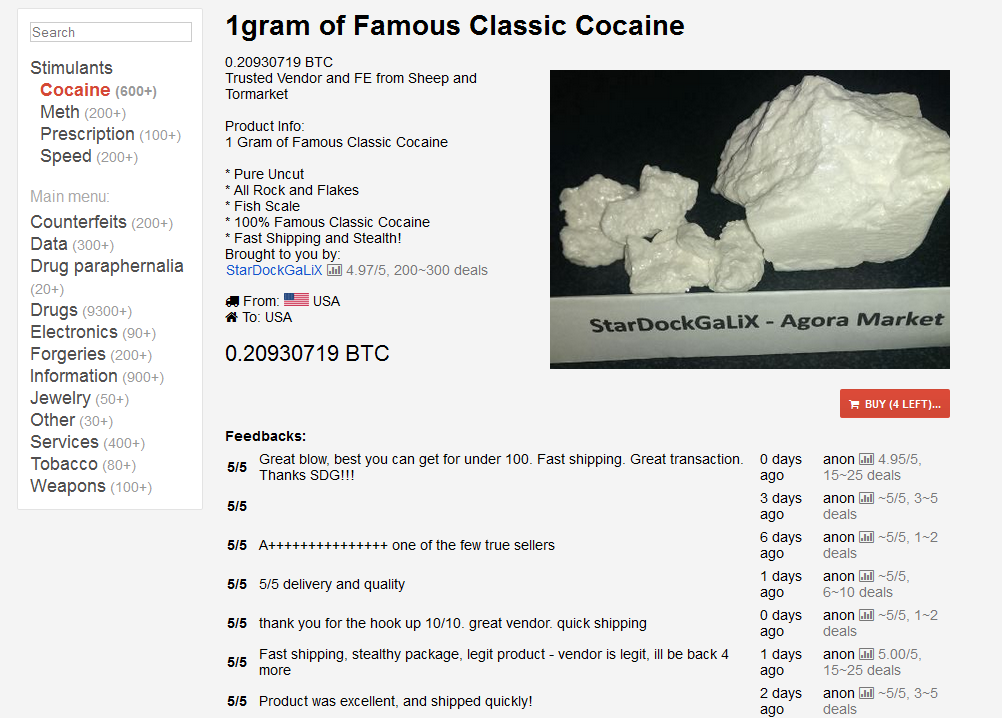 Search
Stimulants
Cocaine (600+)
Meth (200+)
Prescription (100+)
Speed (200+)
Main menu:
Counterfeits (200+)
Data (300+)
Drug paraphernalia
(20+)
Drugs (9300+)
Electronics (90+)
Forgeries (200+)
Information (900+)
Jewelry (50+)
Other (30+)
Services (400+)
Tobacco (80+)
Weapons (100+)
1gram of Famous Classic Cocaine
0.20930719 BTC
Trusted Vendor and FE from Sheep and
Tormarket
Product Info:
1 Gram of Famous Classic Cocaine
* Pure Uncut
* All Rock and Flakes
* Fish Scale
* 100% Famous Classic Cocaine
* Fast Shipping and Stealth!
Brought to you by:
StarDockGaLiX 4.97/5, 200~300 deals
From: USA
To: USA
0.20930719 BTC
StarDockGaLiX - Agora Market
BUY (4 LEFT)...
Feedbacks:
5/5 Great blow, best you can get for under 100. Fast shipping. Great transaction. 0 days anon 4.95/5,
Thanks SDG!!! ago 15~25 deals
5/5 3 days anon ~5/5, 3~5
ago deals
5/5 A+++++++++++++++ one of the few true sellers 6 days anon ~5/5, 1~2
ago deals
5/5 5/5 delivery and quality 1 days anon ~5/5,
ago 6~10 deals
5/5 thank you for the hook up 10/10. great vendor. quick shipping 0 days anon ~5/5, 1~2
ago deals
5/5 Fast shipping, stealthy package, legit product - vendor is legit, ill be back 4 1 days anon 5.00/5,
more ago 15~25 deals
5/5 Product was excellent, and shipped quickly! 2 days anon ~5/5, 3~5
ago deals